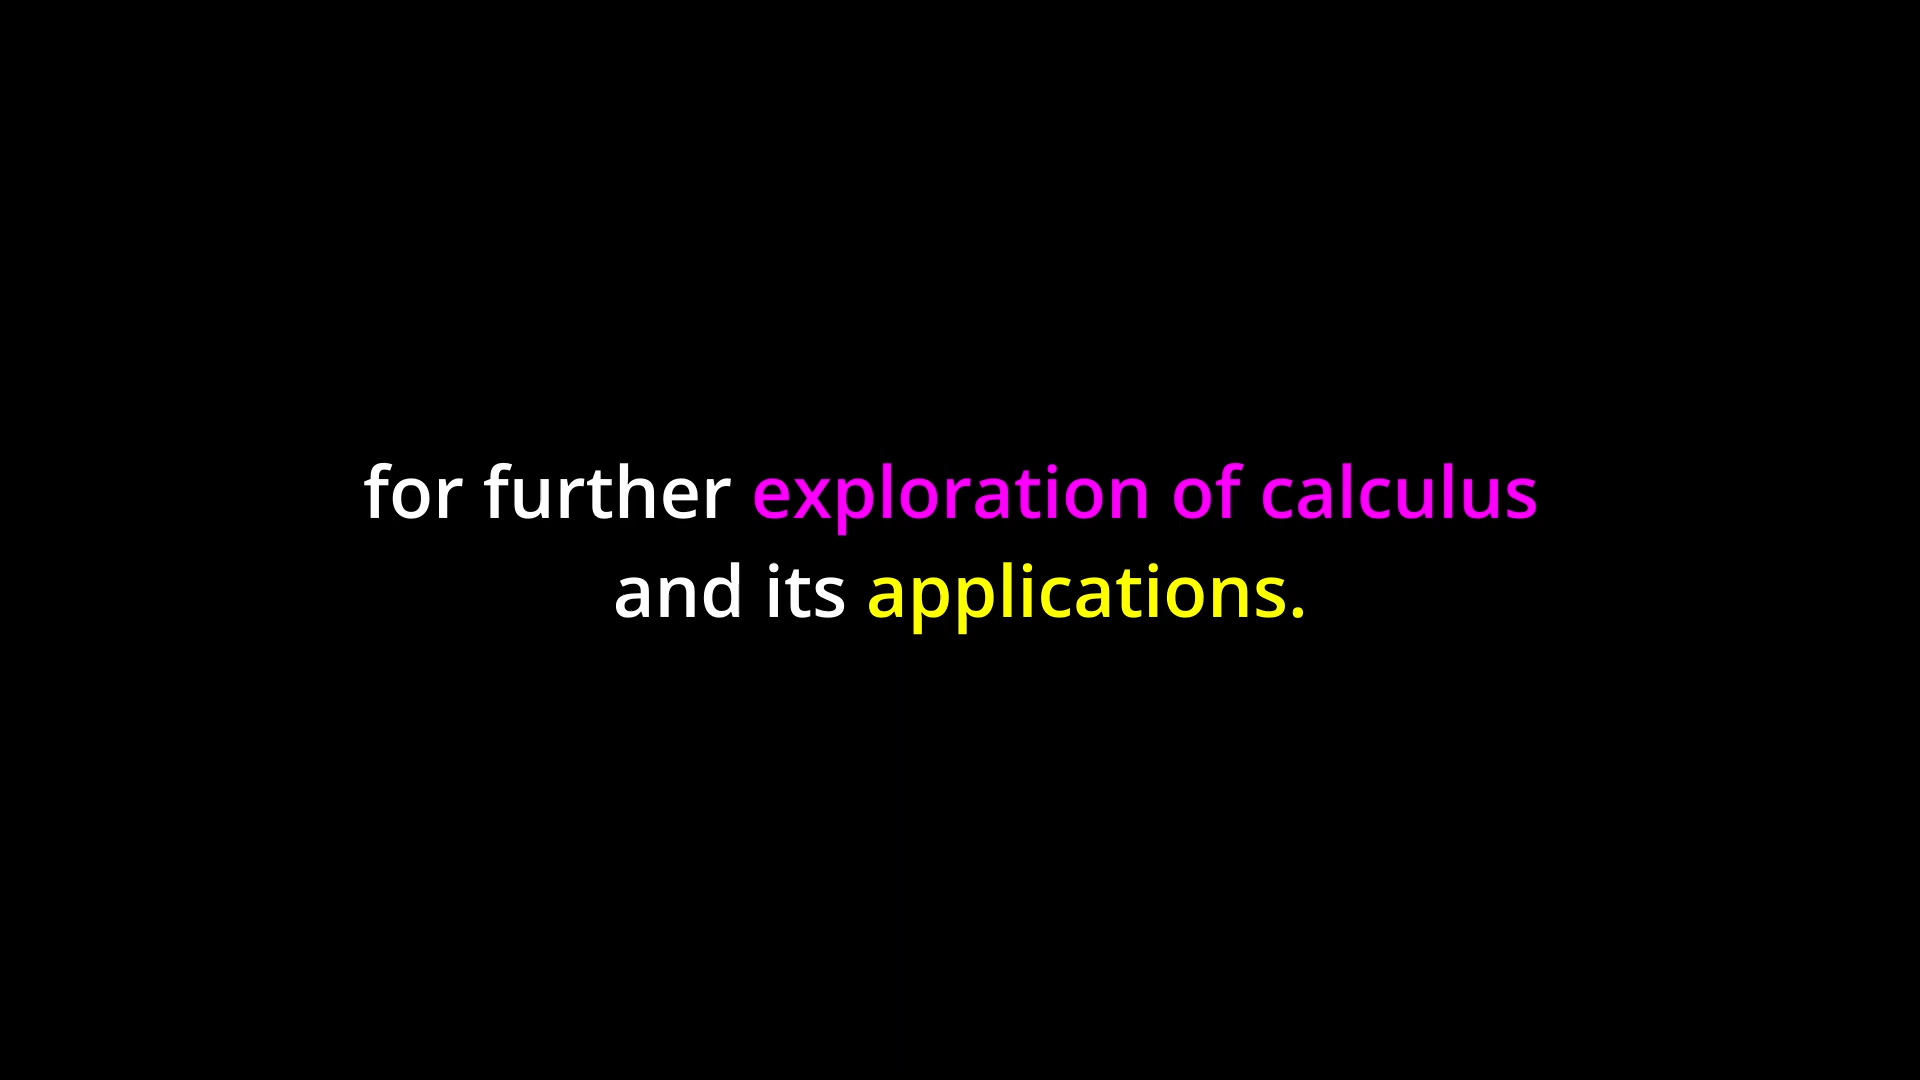 for further exploration of calculus
and its applications.